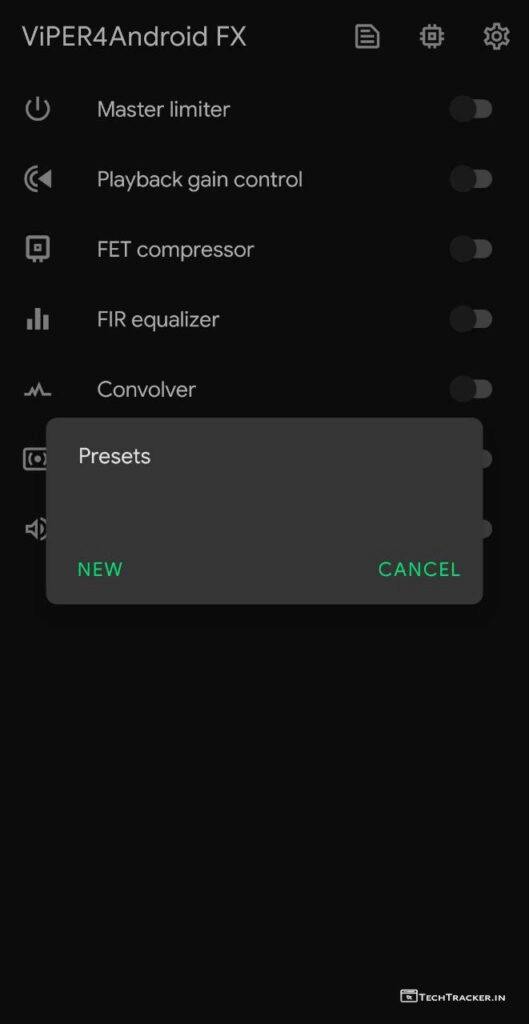 ViPER4Android FX
Master limiter
Playback gain control
FET compressor
FIR equalizer
Convolver
Presets
NEW CANCEL
TECHTRACKER.IN